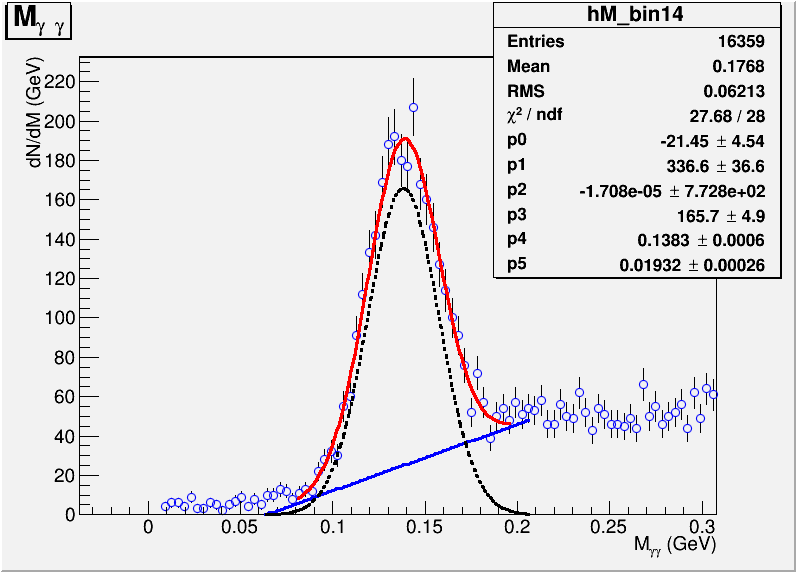 M γ γ
hM_bin14
Entries 16359
Mean 0.1768
RMS 0.06213
χ² / ndf 27.68 / 28
p0 -21.45 ± 4.54
p1 336.6 ± 36.6
p2 -1.708e-05 ± 7.728e+02
p3 165.7 ± 4.9
p4 0.1383 ± 0.0006
p5 0.01932 ± 0.00026
dN/dM (GeV)
220
200
180
160
140
120
100
80
60
40
20
0
0 0.05 0.1 0.15 0.2 0.25 0.3
M γγ (GeV)